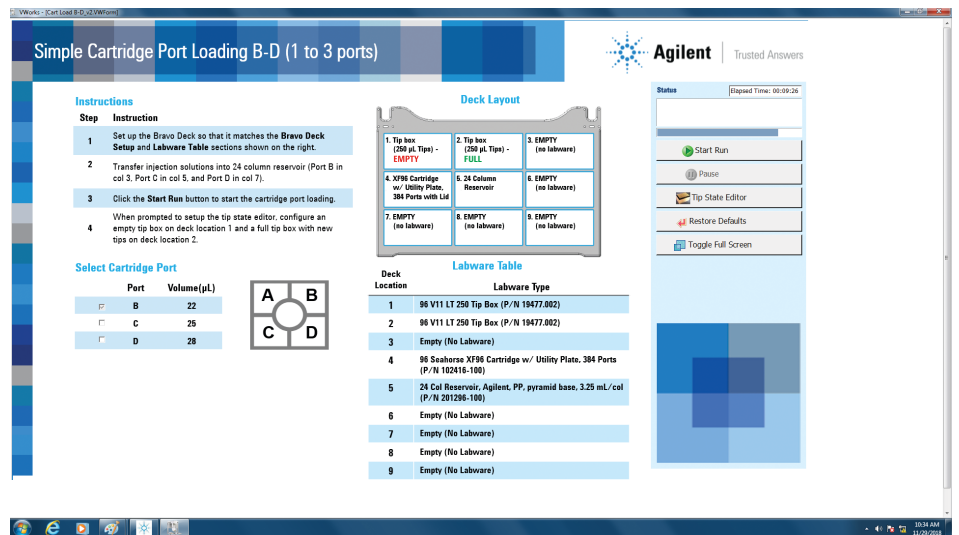 VWorks - [Cart Load B-D_v2.VWForm]
Simple Cartridge Port Loading B-D (1 to 3 ports)
Agilent | Trusted Answers
Instructions
Step Instruction
1 Set up the Bravo Deck so that it matches the Bravo Deck
Setup and Labware Table sections shown on the right.
2 Transfer injection solutions into 24 column reservoir (Port B in
col 3, Port C in col 5, and Port D in col 7).
3 Click the Start Run button to start the cartridge port loading.
4 When prompted to setup the tip state editor, configure an
empty tip box on deck location 1 and a full tip box with new
tips on deck location 2.
Select Cartridge Port
Port Volume(µL)
B 22
C 25
D 28
A B
C D
Deck Layout
1. Tip box
(250 µL Tips) -
EMPTY
2. Tip box
(250 µL Tips) -
FULL
3. EMPTY
(no labware)
4. XF96 Cartridge
w/ Utility Plate,
384 Ports with Lid
5. 24 Column
Reservoir
6. EMPTY
(no labware)
7. EMPTY
(no labware)
8. EMPTY
(no labware)
9. EMPTY
(no labware)
Labware Table
Deck
Location
Labware Type
1 96 V11 LT 250 Tip Box (P/N 19477.002)
2 96 V11 LT 250 Tip Box (P/N 19477.002)
3 Empty (No Labware)
4 96 Seahorse XF96 Cartridge w/ Utility Plate, 384 Ports
(P/N 102416-100)
5 24 Col Reservoir, Agilent, PP, pyramid base, 3.25 mL/col
(P/N 201296-100)
6 Empty (No Labware)
7 Empty (No Labware)
8 Empty (No Labware)
9 Empty (No Labware)
Status
Elapsed Time: 00:09:26
Start Run
Pause
Tip State Editor
Restore Defaults
Toggle Full Screen
10:34 AM
11/29/2018